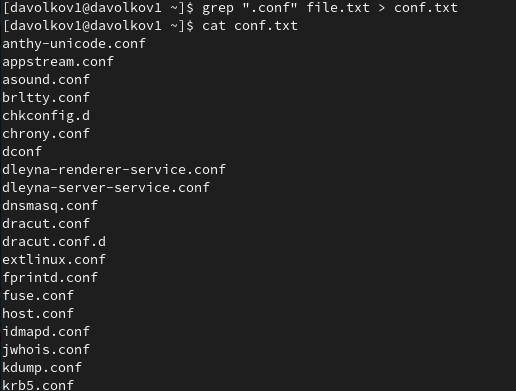 [davolkov1@davolkov1 ~]$ grep ".conf" file.txt > conf.txt
[davolkov1@davolkov1 ~]$ cat conf.txt
anthy-unicode.conf
appstream.conf
asound.conf
brltty.conf
chkconfig.d
chrony.conf
dconf
dleyna-renderer-service.conf
dleyna-server-service.conf
dnsmasq.conf
dracut.conf
dracut.conf.d
extlinux.conf
fprintd.conf
fuse.conf
host.conf
idmapd.conf
jwhois.conf
kdump.conf
krb5.conf